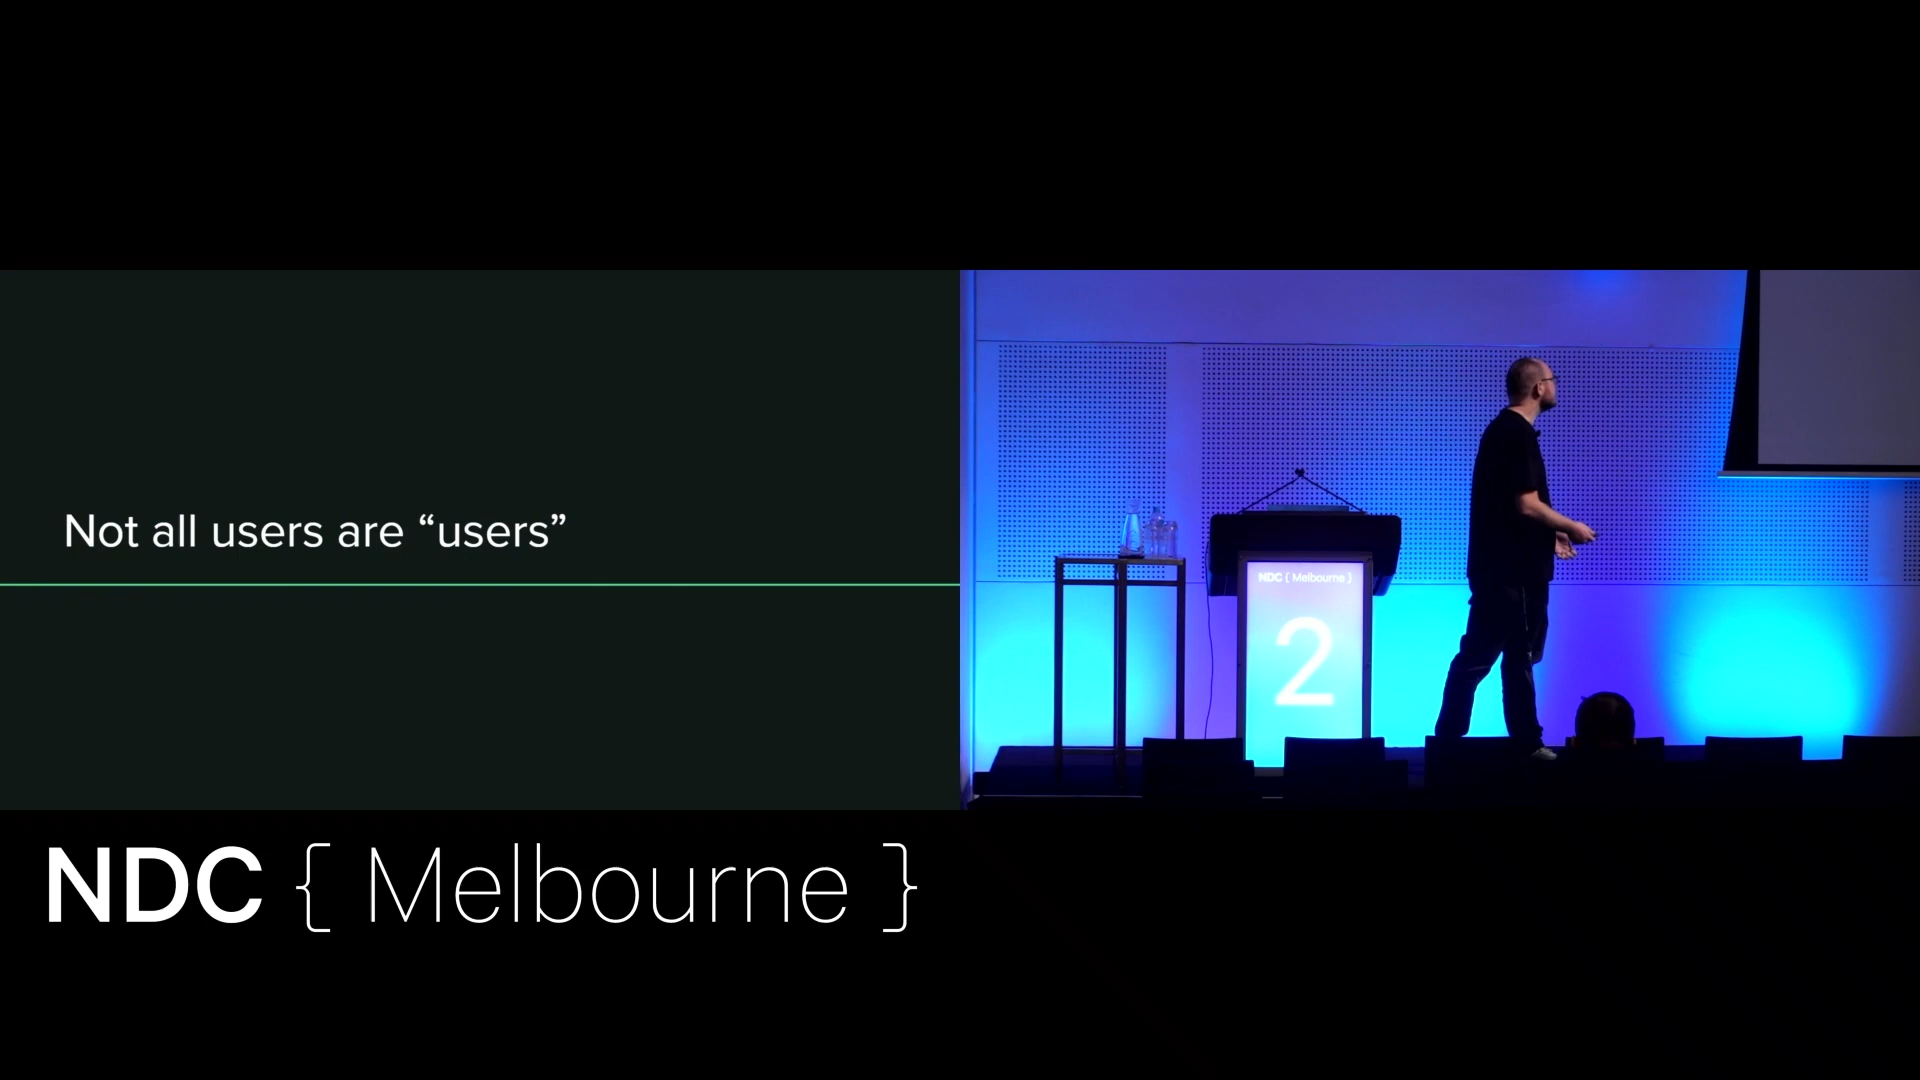 Not all users are “users”
NDC { Melbourne }
2
NDC { Melbourne }